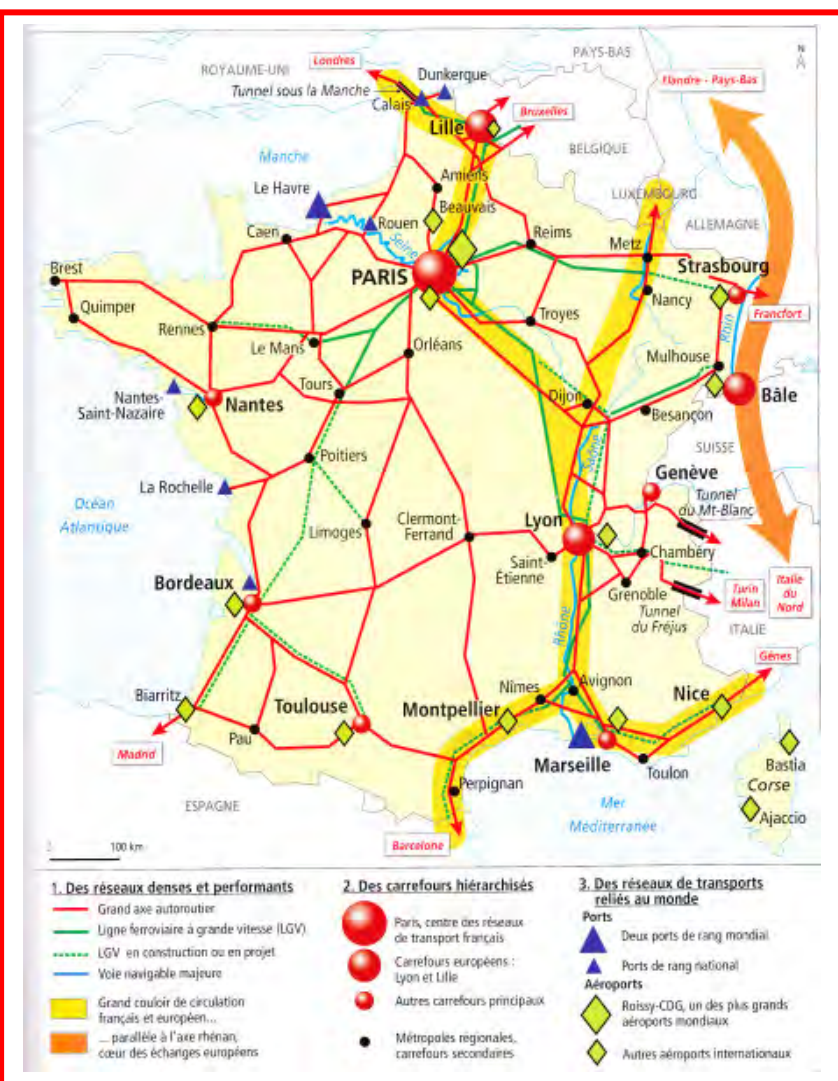 ROYAUME-UNI
Londres
PAYS-BAS
N
Dunkerque
Tunnel sous la Manche
Calais
Flandre - Pays-Bas
Lille
Bruxelles
BELGIQUE
Manche
Amiens
LUXEMBOURG
Le Havre
Beauvais
Rouen
ALLEMAGNE
Caen
Seine
Reims
Metz
Strasbourg
Brest
PARIS
Nancy
Francfort
Quimper
Rennes
Troyes
Rhin
Le Mans
Orléans
Mulhouse
Nantes-
Saint-Nazaire
Nantes
Tours
Dijon
Bâle
Besançon
SUISSE
Poitiers
Saône
Genève
La Rochelle
Tunnel
du Mt-Blanc
Océan
Atlantique
Limoges
Clermont-
Ferrand
Lyon
Saint-
Étienne
Chambéry
Bordeaux
Grenoble
Tunnel
du Fréjus
Turin
Milan
Italie
du
Nord
Rhône
ITALIE
Gênes
Biarritz
Nîmes
Avignon
Toulouse
Montpellier
Nice
Madrid
Pau
Marseille
Toulon
Bastia
Corse
Perpignan
Ajaccio
ESPAGNE
Mer
Méditerranée
Barcelone
100 km
1. Des réseaux denses et performants
Grand axe autoroutier
Ligne ferroviaire à grande vitesse (LGV)
LGV en construction ou en projet
Voie navigable majeure
Grand couloir de circulation
français et européen...
... parallèle à l'axe rhénan,
cœur des échanges européens
2. Des carrefours hiérarchisés
Paris, centre des réseaux
de transport français
Carrefours européens :
Lyon et Lille
Autres carrefours principaux
Métropoles régionales,
carrefours secondaires
3. Des réseaux de transports
reliés au monde
Ports
Deux ports de rang mondial
Ports de rang national
Aéroports
Roissy-CDG, un des plus grands
aéroports mondiaux
Autres aéroports internationaux